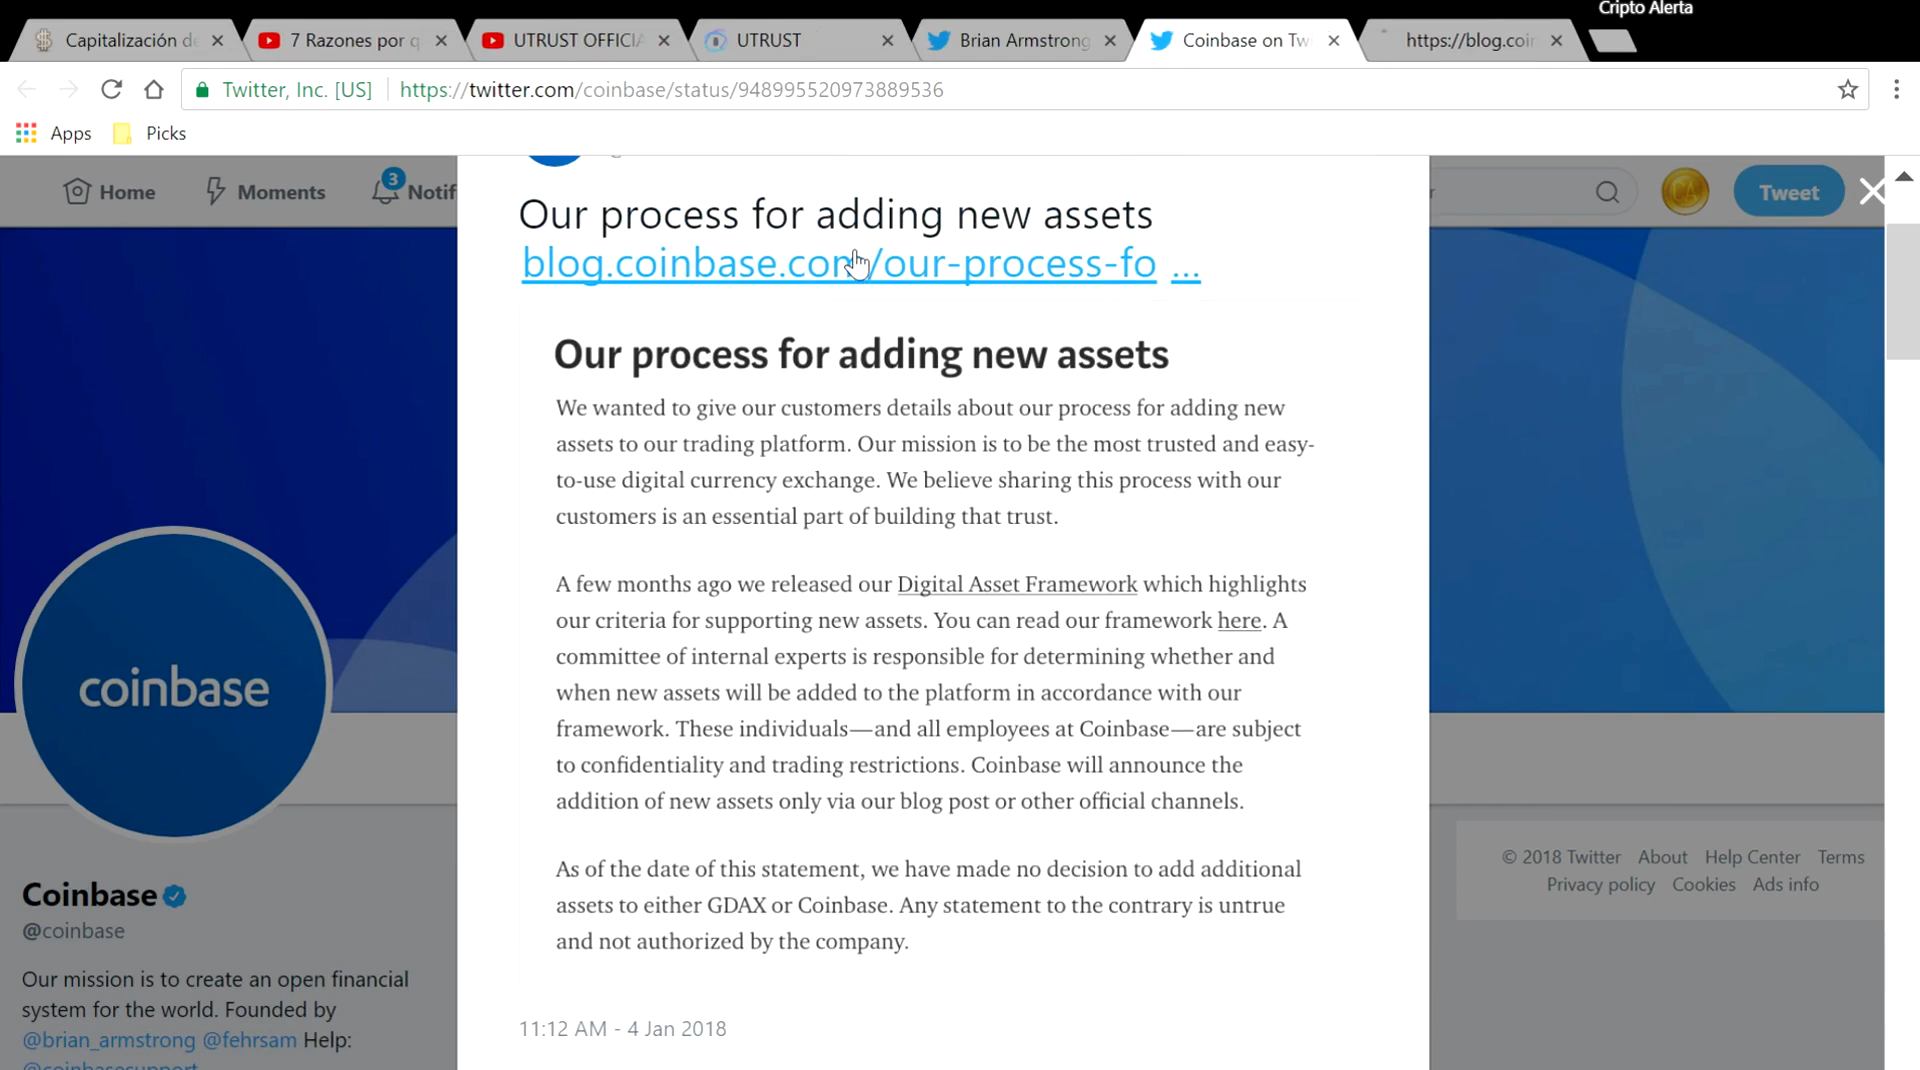 Cripto Alerta
Capitalización de
7 Razones por q
UTRUST OFFICIA
UTRUST
Brian Armstrong
Coinbase on Tw
https://blog.coin
Twitter, Inc. [US]
https://twitter.com/coinbase/status/948995520973889536
Apps
Picks
Home
Moments
3
Notif
CA
Tweet
Our process for adding new assets
blog.coinbase.com/our-process-fo ...
Our process for adding new assets
We wanted to give our customers details about our process for adding new
assets to our trading platform. Our mission is to be the most trusted and easy-
to-use digital currency exchange. We believe sharing this process with our
customers is an essential part of building that trust.
A few months ago we released our Digital Asset Framework which highlights
our criteria for supporting new assets. You can read our framework here. A
committee of internal experts is responsible for determining whether and
when new assets will be added to the platform in accordance with our
framework. These individuals—and all employees at Coinbase—are subject
to confidentiality and trading restrictions. Coinbase will announce the
addition of new assets only via our blog post or other official channels.
As of the date of this statement, we have made no decision to add additional
assets to either GDAX or Coinbase. Any statement to the contrary is untrue
and not authorized by the company.
11:12 AM - 4 Jan 2018
coinbase
Coinbase
@coinbase
Our mission is to create an open financial
system for the world. Founded by
@brian_armstrong @fehrsam Help:
@coinbasesupport
© 2018 Twitter About Help Center Terms
Privacy policy Cookies Ads info